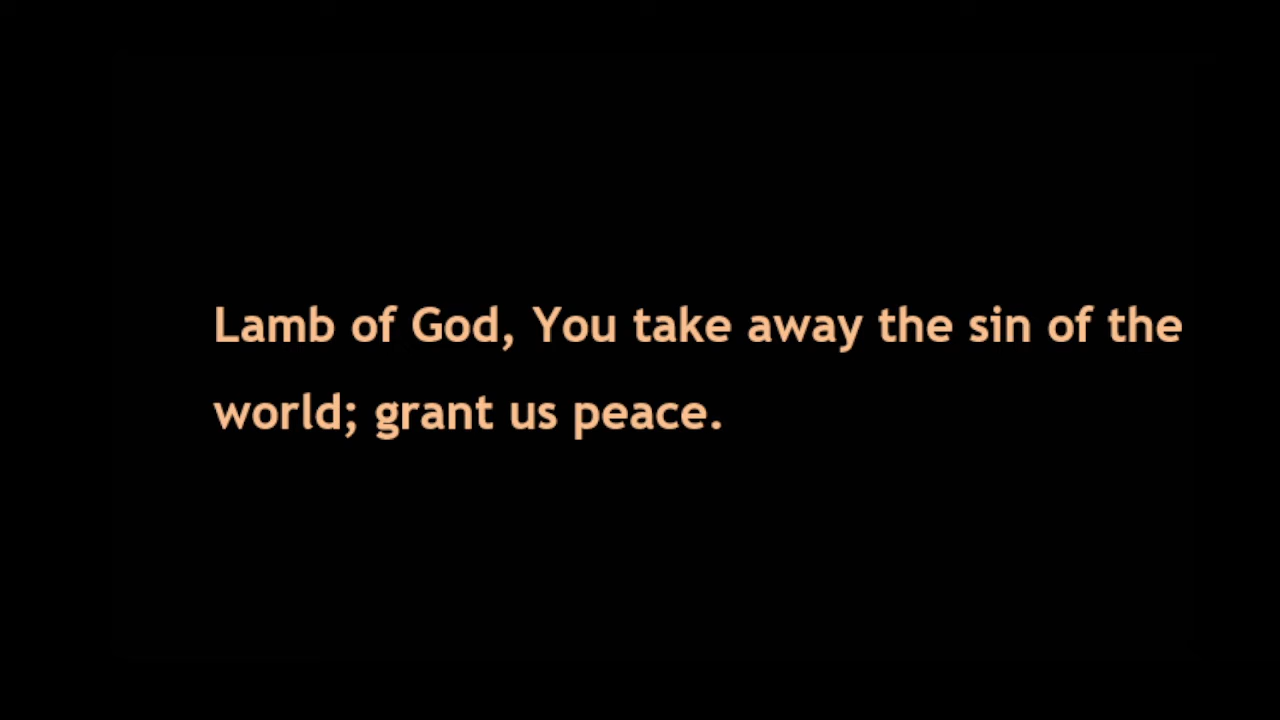 Lamb of God, You take away the sin of the
world; grant us peace.